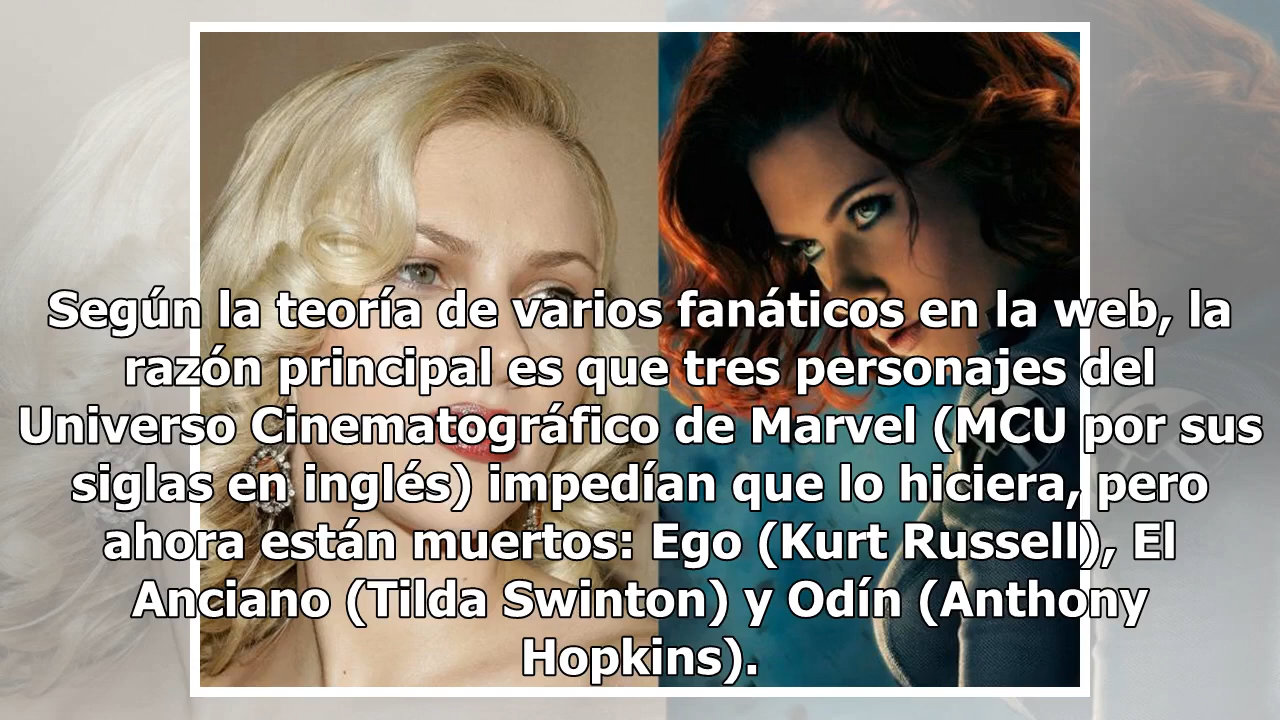 Según la teoría de varios fanáticos en la web, la
razón principal es que tres personajes del
Universo Cinematográfico de Marvel (MCU por sus
siglas en inglés) impedían que lo hiciera, pero
ahora están muertos: Ego (Kurt Russell), El
Anciano (Tilda Swinton) y Odín (Anthony
Hopkins).